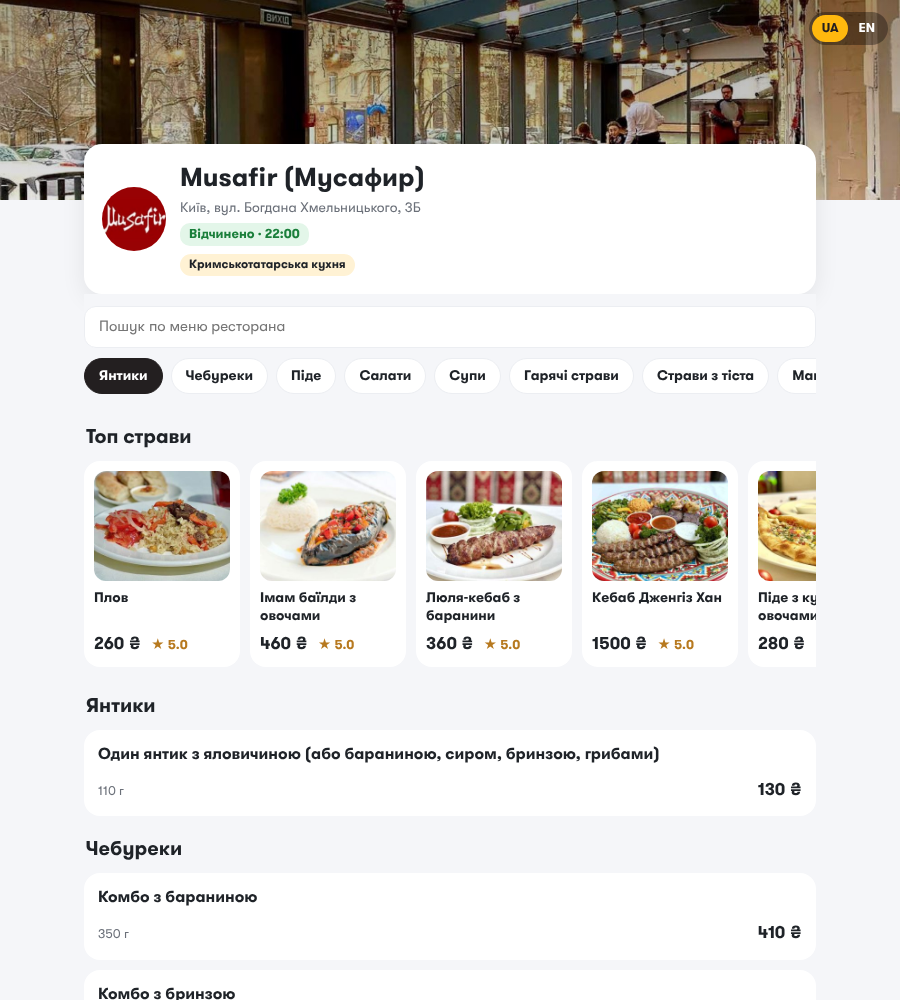 ВИХІД
UA EN
Musafir (Мусафир)
Musafir
Київ, вул. Богдана Хмельницького, 3Б
Відчинено · 22:00
Кримськотатарська кухня
Пошук по меню ресторана
Янтики Чебуреки Піде Салати Супи Гарячі страви Страви з тіста
Топ страви
Плов
260 ₴ ★ 5.0
Імам баїлди з
овочами
460 ₴ ★ 5.0
Люля-кебаб з
баранини
360 ₴ ★ 5.0
Кебаб Дженгіз Хан
1500 ₴ ★ 5.0
Піде з
овочами
280 ₴
Янтики
Один янтик з яловичиною (або бараниною, сиром, бринзою, грибами)
110 г 130 ₴
Чебуреки
Комбо з бараниною
350 г 410 ₴
Комбо з бринзою